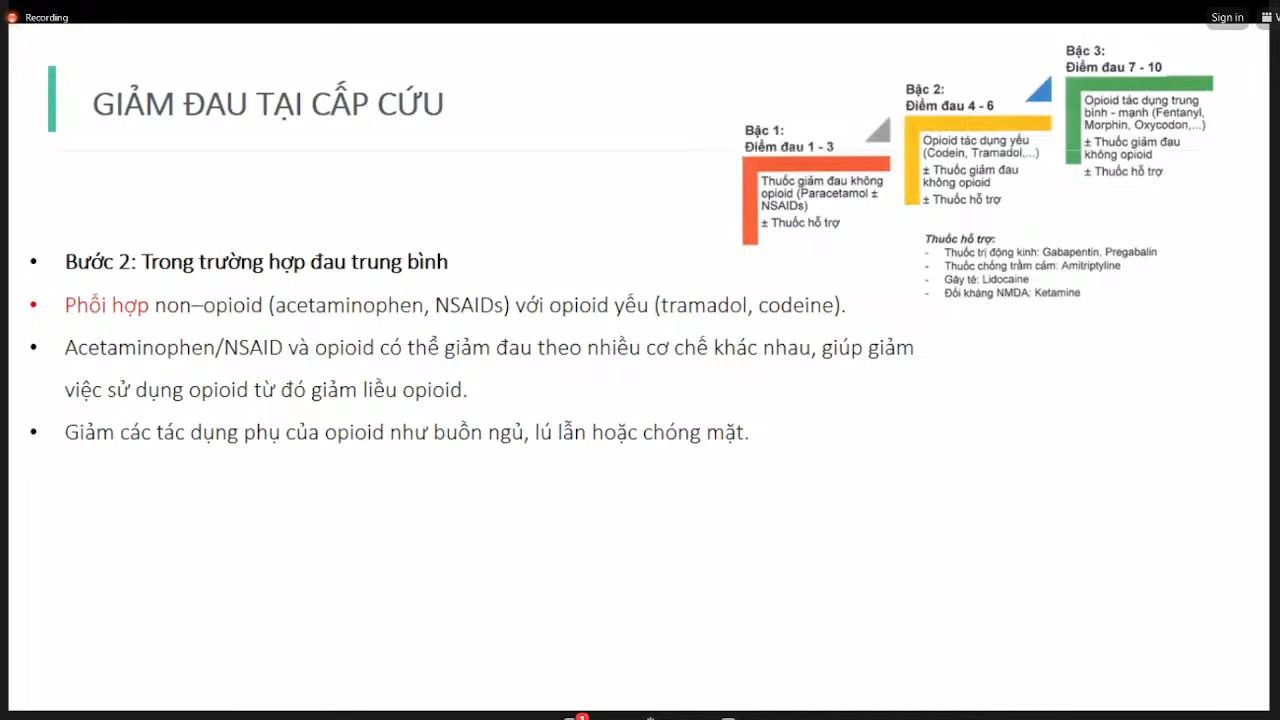 Recording
Sign in
GIẢM ĐAU TẠI CẤP CỨU
Bậc 1:
Điểm đau 1 - 3
Thuốc giảm đau không
opioid (Paracetamol ±
NSAIDs)
± Thuốc hỗ trợ
Bậc 2:
Điểm đau 4 - 6
Opioid tác dụng yếu
(Codein, Tramadol,...)
± Thuốc giảm đau
không opioid
± Thuốc hỗ trợ
Bậc 3:
Điểm đau 7 - 10
Opioid tác dụng trung
bình - mạnh (Fentanyl,
Morphin, Oxycodon,...)
± Thuốc giảm đau
không opioid
± Thuốc hỗ trợ
Thuốc hỗ trợ:
- Thuốc trị động kinh: Gabapentin, Pregabalin
- Thuốc chống trầm cảm: Amitriptyline
- Gây tê: Lidocaine
- Đối kháng NMDA: Ketamine
• Bước 2: Trong trường hợp đau trung bình
• Phối hợp non–opioid (acetaminophen, NSAIDs) với opioid yếu (tramadol, codeine).
• Acetaminophen/NSAID và opioid có thể giảm đau theo nhiều cơ chế khác nhau, giúp giảm
việc sử dụng opioid từ đó giảm liều opioid.
• Giảm các tác dụng phụ của opioid như buồn ngủ, lú lẫn hoặc chóng mặt.